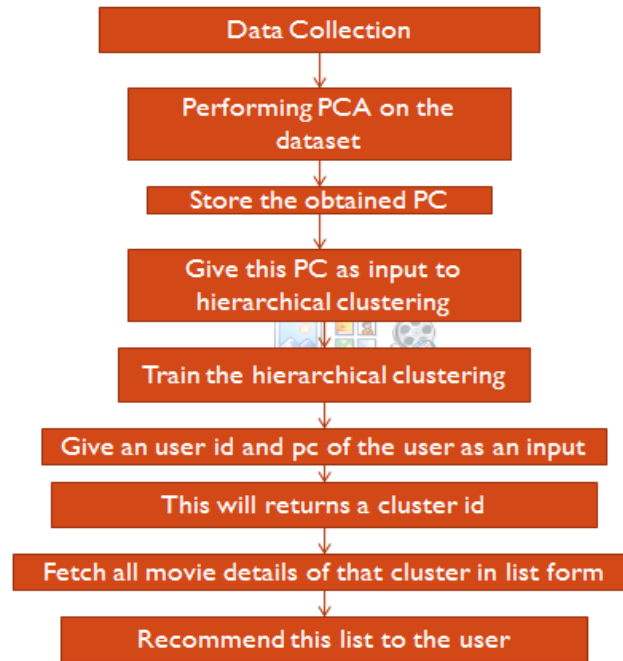 Data Collection
Performing PCA on the
dataset
Store the obtained PC
Give this PC as input to
hierarchical clustering
Train the hierarchical clustering
Give an user id and pc of the user as an input
This will returns a cluster id
Fetch all movie details of that cluster in list form
Recommend this list to the user